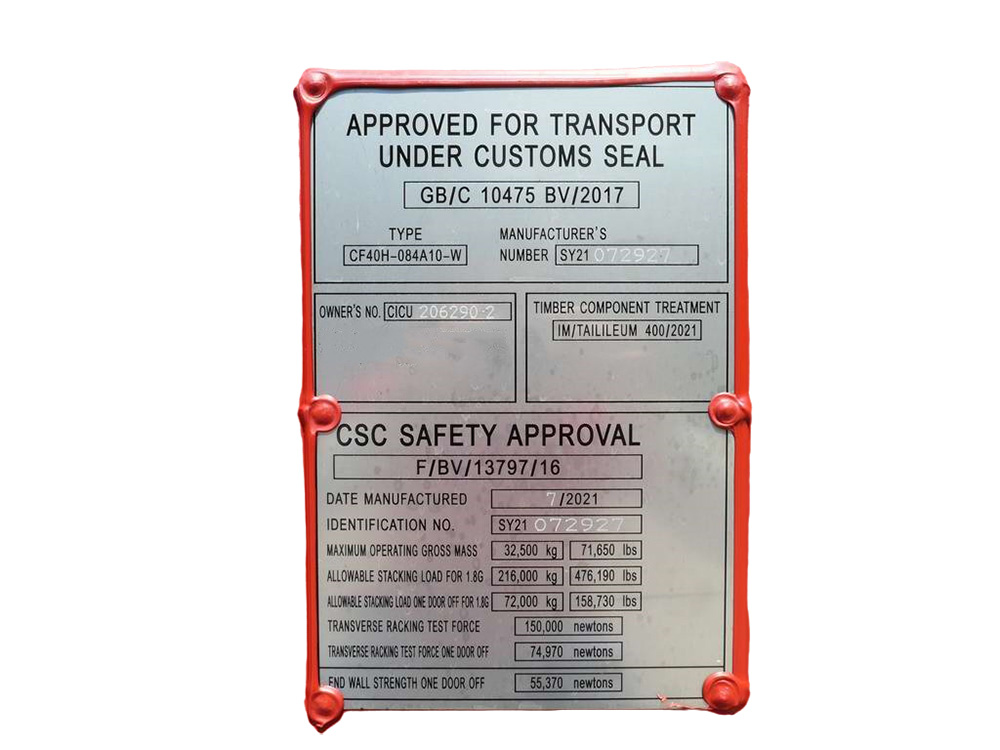 APPROVED FOR TRANSPORT
UNDER CUSTOMS SEAL
GB/C 10475 BV/2017
TYPE
CF40H-084A10-W
MANUFACTURER'S
NUMBER SY21 072927
OWNER'S NO. CICU 206290 2
TIMBER COMPONENT TREATMENT
IM/TAILILEUM 400/2021
CSC SAFETY APPROVAL
F/BV/13797/16
DATE MANUFACTURED 7/2021
IDENTIFICATION NO. SY21 072927
MAXIMUM OPERATING GROSS MASS 32,500 kg 71,650 lbs
ALLOWABLE STACKING LOAD FOR 1.8G 216,000 kg 476,190 lbs
ALLOWABLE STACKING LOAD ONE DOOR OFF FOR 1.8G 72,000 kg 158,730 lbs
TRANSVERSE RACKING TEST FORCE 150,000 newtons
TRANSVERSE RACKING TEST FORCE ONE DOOR OFF 74,970 newtons
END WALL STRENGTH ONE DOOR OFF 55,370 newtons